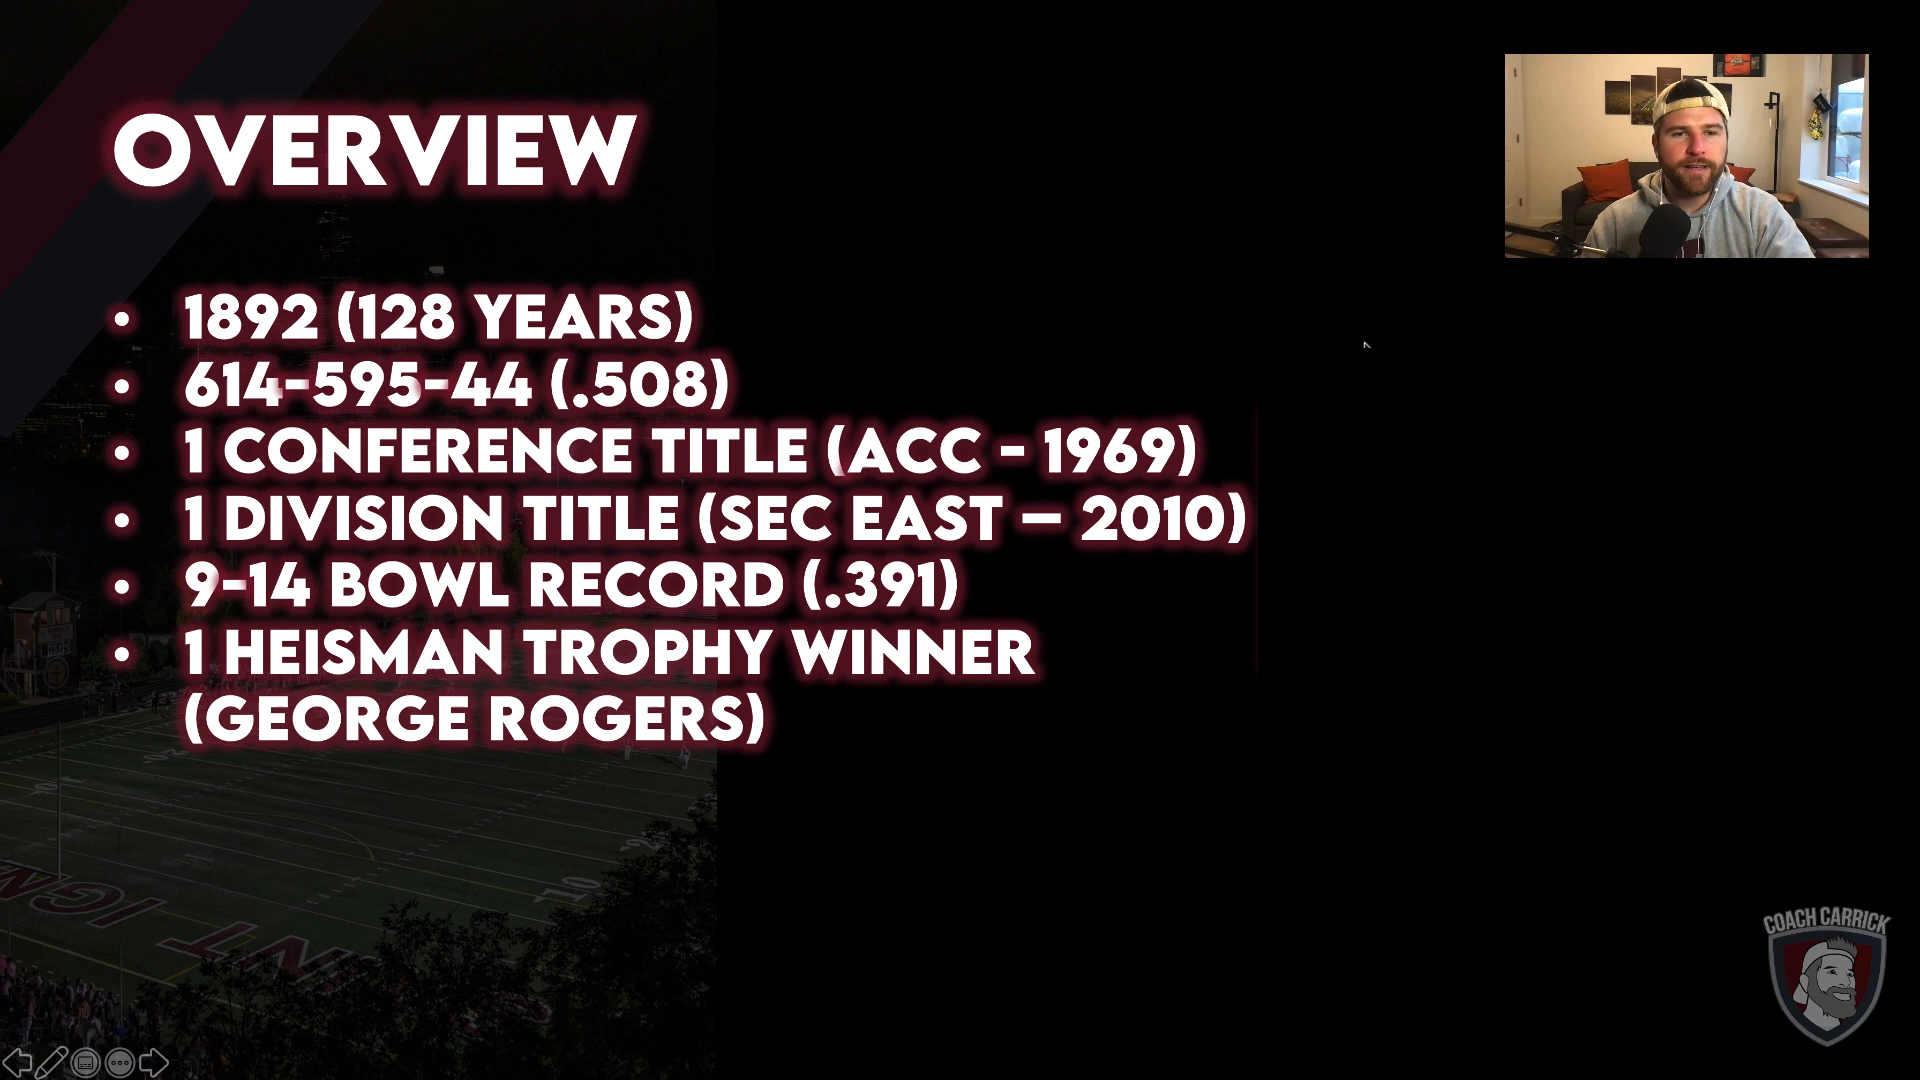 OVERVIEW
• 1892 (128 YEARS)
• 614-595-44 (.508)
• 1 CONFERENCE TITLE (ACC - 1969)
• 1 DIVISION TITLE (SEC EAST – 2010)
• 9-14 BOWL RECORD (.391)
• 1 HEISMAN TROPHY WINNER
(GEORGE ROGERS)
COACH CARRICK